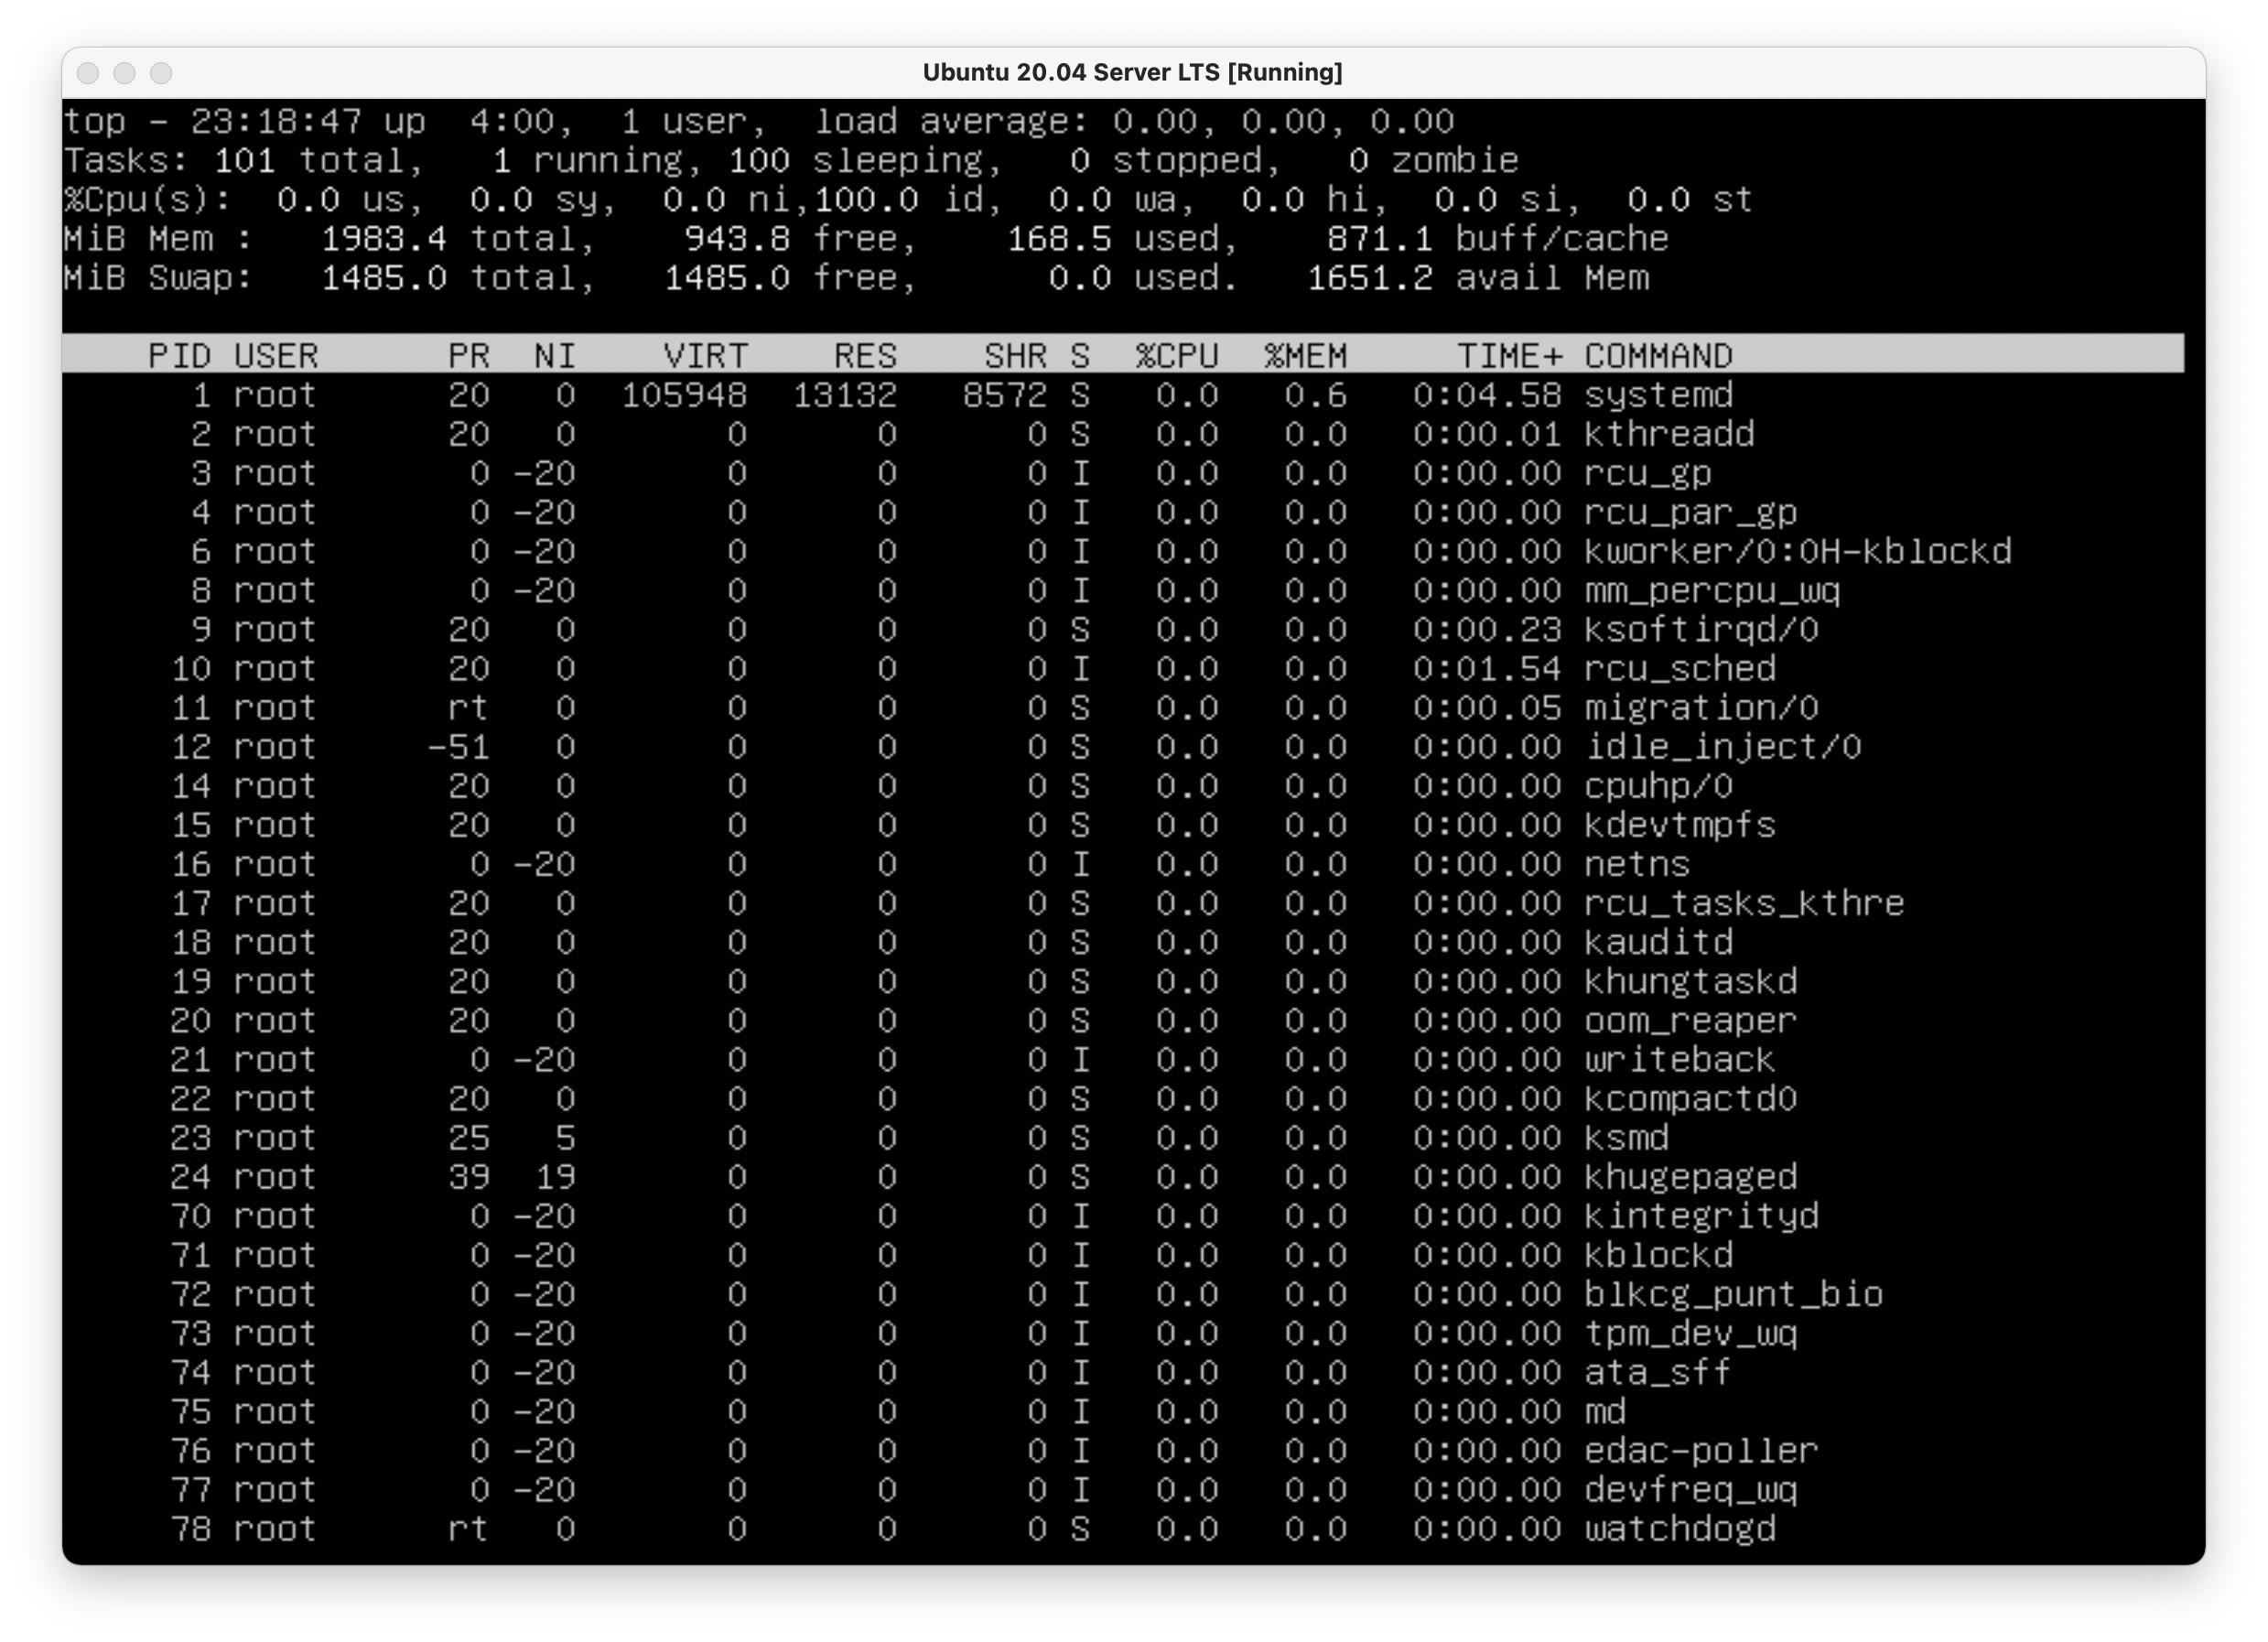 Ubuntu 20.04 Server LTS [Running]
top - 23:18:47 up  4:00,  1 user,  load average: 0.00, 0.00, 0.00
Tasks: 101 total,   1 running, 100 sleeping,   0 stopped,   0 zombie
%Cpu(s):  0.0 us,  0.0 sy,  0.0 ni,100.0 id,  0.0 wa,  0.0 hi,  0.0 si,  0.0 st
MiB Mem :   1983.4 total,    943.8 free,    168.5 used,    871.1 buff/cache
MiB Swap:   1485.0 total,   1485.0 free,      0.0 used.   1651.2 avail Mem
PID USER      PR  NI    VIRT    RES    SHR S  %CPU  %MEM     TIME+ COMMAND
1 root      20   0  105948  13132   8572 S   0.0   0.6   0:04.58 systemd
2 root      20   0       0      0      0 S   0.0   0.0   0:00.01 kthreadd
3 root       0 -20       0      0      0 I   0.0   0.0   0:00.00 rcu_gp
4 root       0 -20       0      0      0 I   0.0   0.0   0:00.00 rcu_par_gp
6 root       0 -20       0      0      0 I   0.0   0.0   0:00.00 kworker/0:0H-kblockd
8 root       0 -20       0      0      0 I   0.0   0.0   0:00.00 mm_percpu_wq
9 root      20   0       0      0      0 S   0.0   0.0   0:00.23 ksoftirqd/0
10 root      20   0       0      0      0 I   0.0   0.0   0:01.54 rcu_sched
11 root      rt   0       0      0      0 S   0.0   0.0   0:00.05 migration/0
12 root     -51   0       0      0      0 S   0.0   0.0   0:00.00 idle_inject/0
14 root      20   0       0      0      0 S   0.0   0.0   0:00.00 cpuhp/0
15 root      20   0       0      0      0 S   0.0   0.0   0:00.00 kdevtmpfs
16 root       0 -20       0      0      0 I   0.0   0.0   0:00.00 netns
17 root      20   0       0      0      0 S   0.0   0.0   0:00.00 rcu_tasks_kthre
18 root      20   0       0      0      0 S   0.0   0.0   0:00.00 kauditd
19 root      20   0       0      0      0 S   0.0   0.0   0:00.00 khungtaskd
20 root      20   0       0      0      0 S   0.0   0.0   0:00.00 oom_reaper
21 root       0 -20       0      0      0 I   0.0   0.0   0:00.00 writeback
22 root      20   0       0      0      0 S   0.0   0.0   0:00.00 kcompactd0
23 root      25   5       0      0      0 S   0.0   0.0   0:00.00 ksmd
24 root      39  19       0      0      0 S   0.0   0.0   0:00.00 khugepaged
70 root       0 -20       0      0      0 I   0.0   0.0   0:00.00 kintegrityd
71 root       0 -20       0      0      0 I   0.0   0.0   0:00.00 kblockd
72 root       0 -20       0      0      0 I   0.0   0.0   0:00.00 blkcg_punt_bio
73 root       0 -20       0      0      0 I   0.0   0.0   0:00.00 tpm_dev_wq
74 root       0 -20       0      0      0 I   0.0   0.0   0:00.00 ata_sff
75 root       0 -20       0      0      0 I   0.0   0.0   0:00.00 md
76 root       0 -20       0      0      0 I   0.0   0.0   0:00.00 edac-poller
77 root       0 -20       0      0      0 I   0.0   0.0   0:00.00 devfreq_wq
78 root      rt   0       0      0      0 S   0.0   0.0   0:00.00 watchdogd